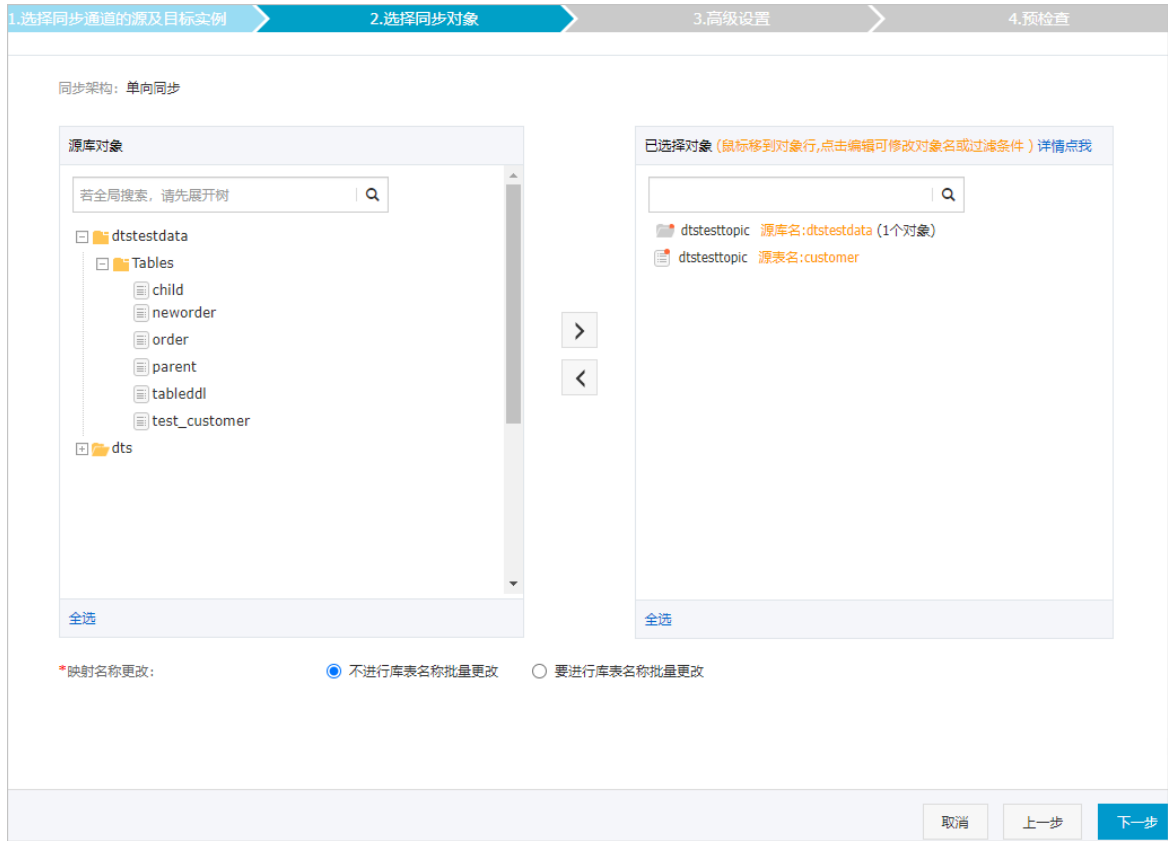 1.选择同步通道的源及目标实例 2.选择同步对象 3.高级设置 4.预检查
同步架构: 单向同步
源库对象
若全局搜索，请先展开树
dtstestdata
Tables
child
neworder
order
parent
tableddl
test_customer
dts
全选
已选择对象 (鼠标移到对象行,点击编辑可修改对象名或过滤条件 ) 详情点我
dtstesttopic 源库名:dtstestdata (1个对象)
dtstesttopic 源表名:customer
全选
*映射名称更改: 不进行库表名称批量更改 要进行库表名称批量更改
取消 上一步 下一步